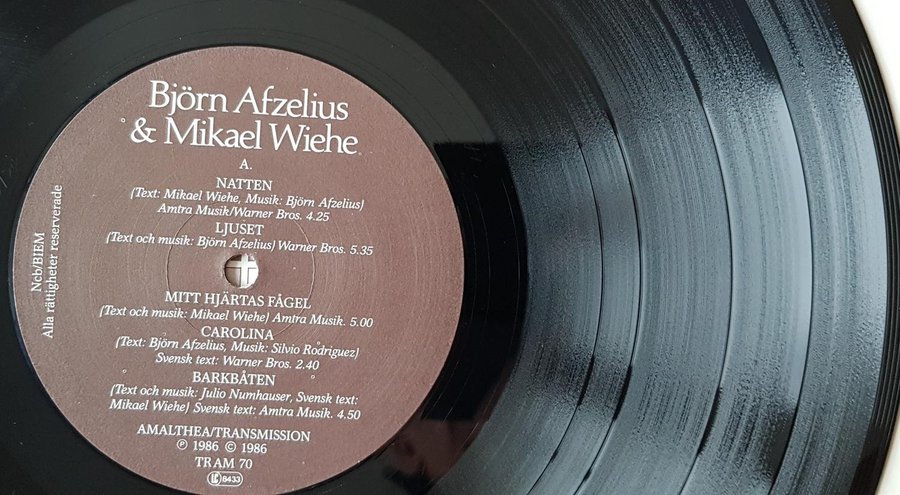 Björn Afzelius
& Mikael Wiehe
A.
NATTEN
(Text: Mikael Wiehe, Musik: Björn Afzelius)
Amtra Musik/Warner Bros. 4.25
LJUSET
(Text och musik: Björn Afzelius) Warner Bros. 5.35
MITT HJÄRTAS FÅGEL
(Text och musik: Mikael Wiehe) Amtra Musik. 5.00
CAROLINA
(Text: Björn Afzelius, Musik: Silvio Rodriguez)
Svensk text: Warner Bros. 2.40
BARKBÅTEN
(Text och musik: Julio Numhauser, Svensk text:
Mikael Wiehe) Svensk text: Amtra Musik. 4.50
AMALTHEA/TRANSMISSION
℗ 1986 © 1986
TRAM 70
LC 8433
Ncb/BIEM
Alla rättigheter reserverade